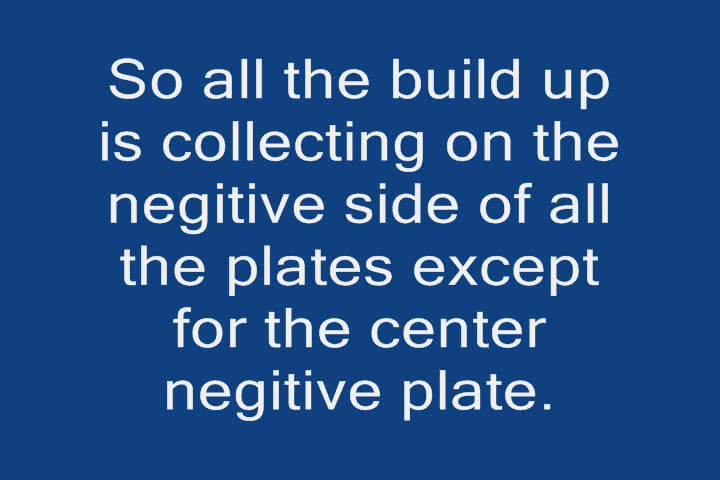 So all the build up
is collecting on the
negitive side of all
the plates except
for the center
negitive plate.